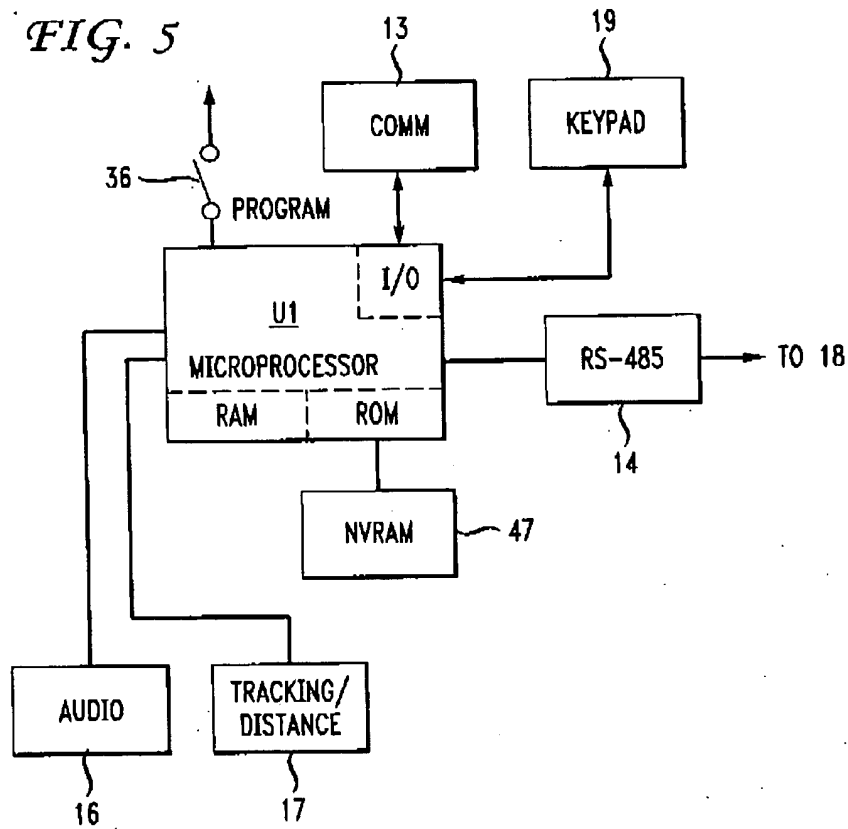 FIG. 5
13
19
COMM
KEYPAD
36
PROGRAM
I/O
U1
MICROPROCESSOR
RAM
ROM
RS-485
TO 18
14
NVRAM
47
AUDIO
TRACKING/
DISTANCE
16
17